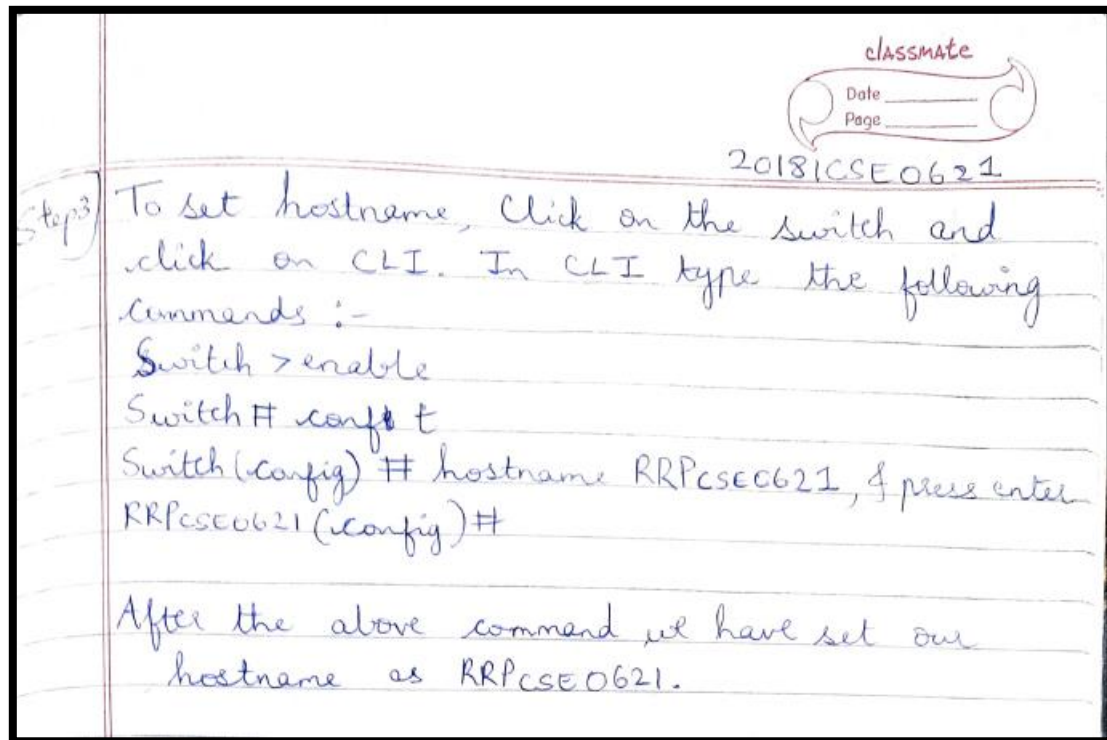 classmate
Date
Page
20181CSE0621
Step3) To set hostname, Click on the switch and
click on CLI. In CLI type the following
commands :-
Switch >enable
Switch# conft t
Switch(config) # hostname RRPCSE0621, & press enter
RRPCSE0621(config)#
After the above command, we have set our
hostname as RRPCSE0621.